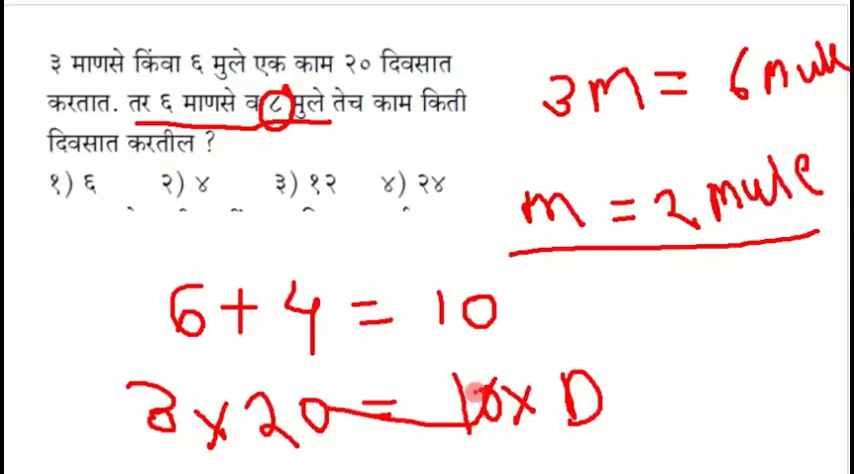 ३ माणसे किंवा ६ मुले एक काम २० दिवसात
करतात. तर ६ माणसे व ८ मुले तेच काम किती
दिवसात करतील ?
१) ६ २) ४ ३) १२ ४) २४
3m = 6 mule
m = 2 mule
6 + 4 = 10
3 x 20 = 10 x D